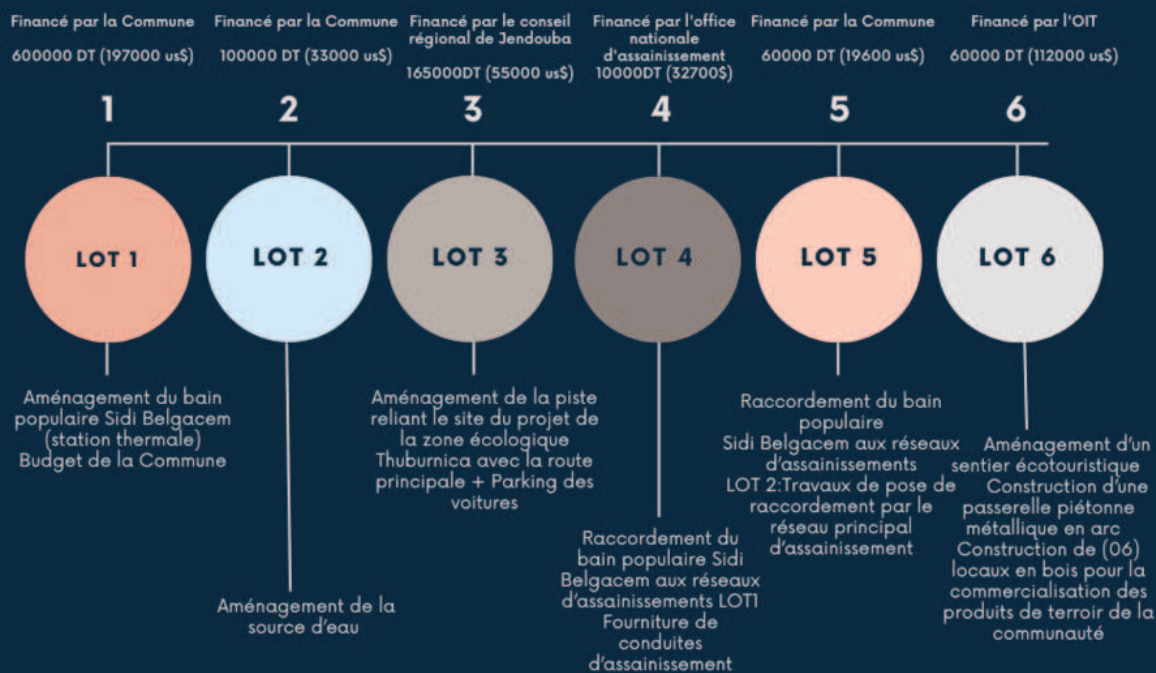 Financé par la Commune
600000 DT (197000 us$)
1
LOT 1
Aménagement du bain
populaire Sidi Belgacem
(station thermale)
Budget de la Commune
Financé par la Commune
100000 DT (33000 us$)
2
LOT 2
Aménagement de la
source d'eau
Financé par le conseil
régional de Jendouba
165000DT (55000 us$)
3
LOT 3
Aménagement de la piste
reliant le site du projet de
la zone écologique
Thuburnica avec la route
principale + Parking des
voitures
Financé par l'office
nationale
d'assainissement
10000DT (32700$)
4
LOT 4
Raccordement du
bain populaire Sidi
Belgacem aux réseaux
d'assainissements LOT1
Fourniture de
conduites
d'assainissement
Financé par la Commune
60000 DT (19600 us$)
5
LOT 5
Raccordement du bain
populaire
Sidi Belgacem aux réseaux
d'assainissements
LOT 2:Travaux de pose de
raccordement par le
réseau principal
d'assainissement
Financé par l'OIT
60000 DT (112000 us$)
6
LOT 6
Aménagement d'un
sentier écotouristique
Construction d'une
passerelle piétonne
métallique en arc
Construction de (06)
locaux en bois pour la
commercialisation des
produits de terroir de la
communauté